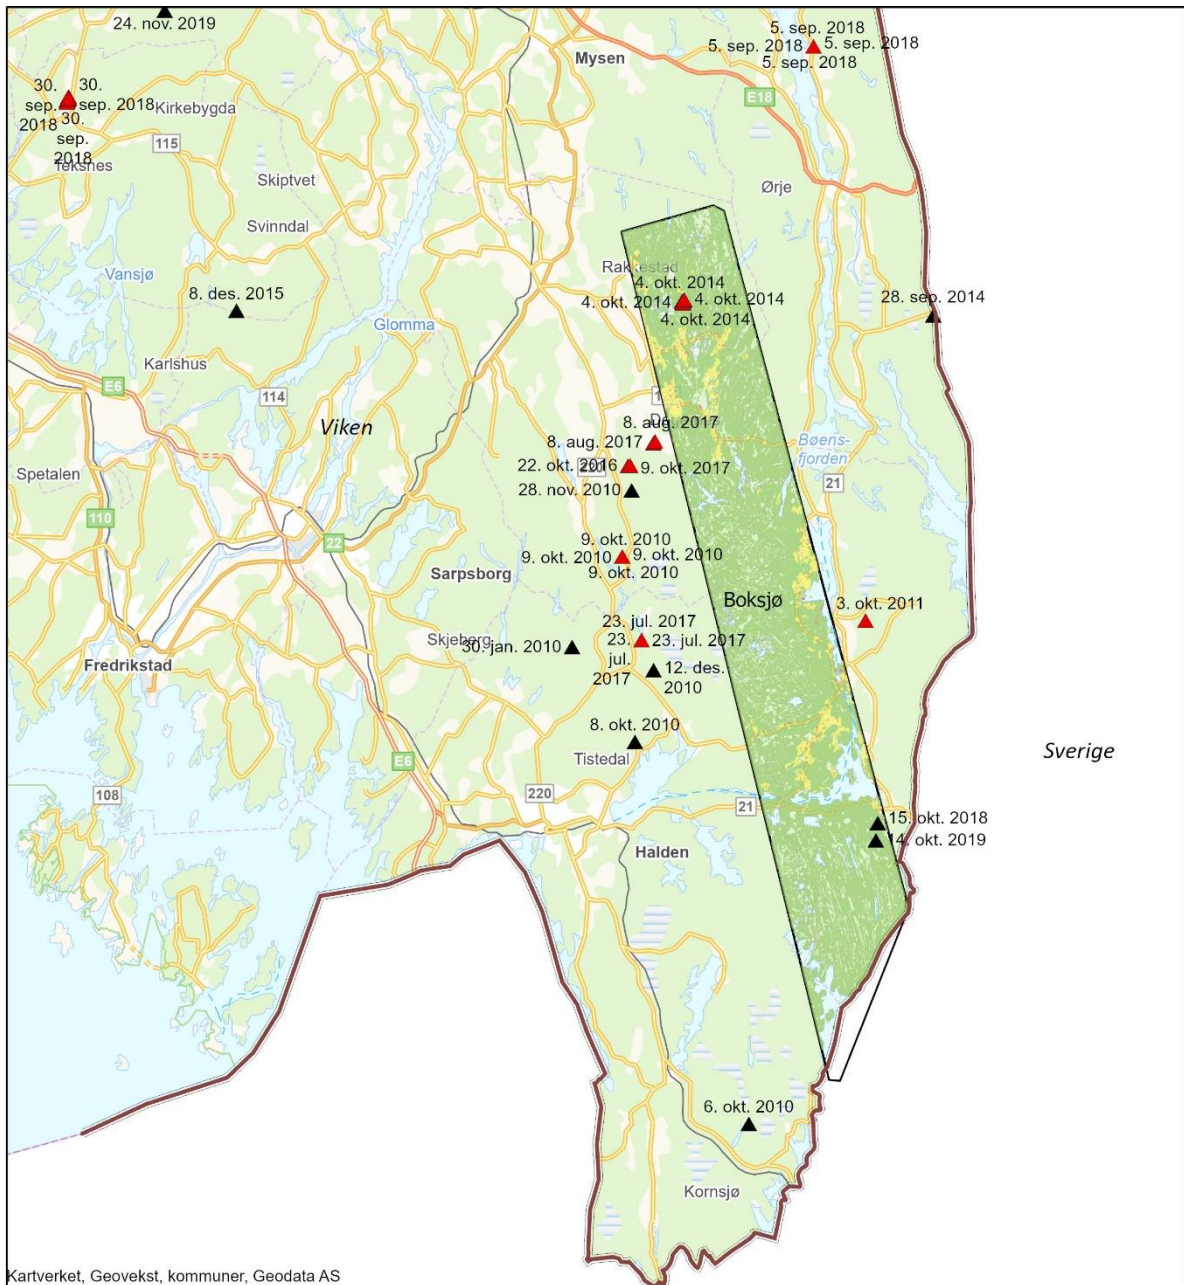 24. nov. 2019
5. sep. 2018
5. sep. 2018
5. sep. 2018
5. sep. 2018
Mysen
30.
sep.
2018
30.
sep. 2018
30.
sep.
2018
Kirkebygda
E18
115
Teksnes
Skiptvet
Ørje
Svinndal
Vansjø
Rakkestad
4. okt. 2014
4. okt. 2014
4. okt. 2014
4. okt. 2014
28. sep. 2014
8. des. 2015
Glomma
Karlshus
E6
114
Viken
8. aug. 2017
8. aug. 2017
Bøens-
fjorden
22. okt. 2016
9. okt. 2017
220
Spetalen
21
28. nov. 2010
110
22
9. okt. 2010
9. okt. 2010
9. okt. 2010
9. okt. 2010
Sarpsborg
Boksjø
3. okt. 2011
23. jul. 2017
23.
jul.
2017
23. jul. 2017
Skjeberg
30. jan. 2010
Fredrikstad
12. des.
2010
8. okt. 2010
Tistedal
Sverige
E6
108
220
21
15. okt. 2018
14. okt. 2019
Halden
6. okt. 2010
Kornsjø
Kartverket, Geovekst, kommuner, Geodata AS